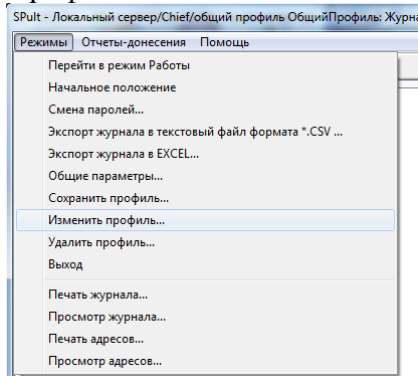 SPult - Локальный сервер/Chief/общий профиль ОбщийПрофиль: Журна
Режимы Отчеты-донесения Помощь
Перейти в режим Работы
Начальное положение
Смена паролей...
Экспорт журнала в текстовый файл формата *.CSV ...
Экспорт журнала в EXCEL...
Общие параметры...
Сохранить профиль...
Изменить профиль...
Удалить профиль...
Выход
Печать журнала...
Просмотр журнала...
Печать адресов...
Просмотр адресов...